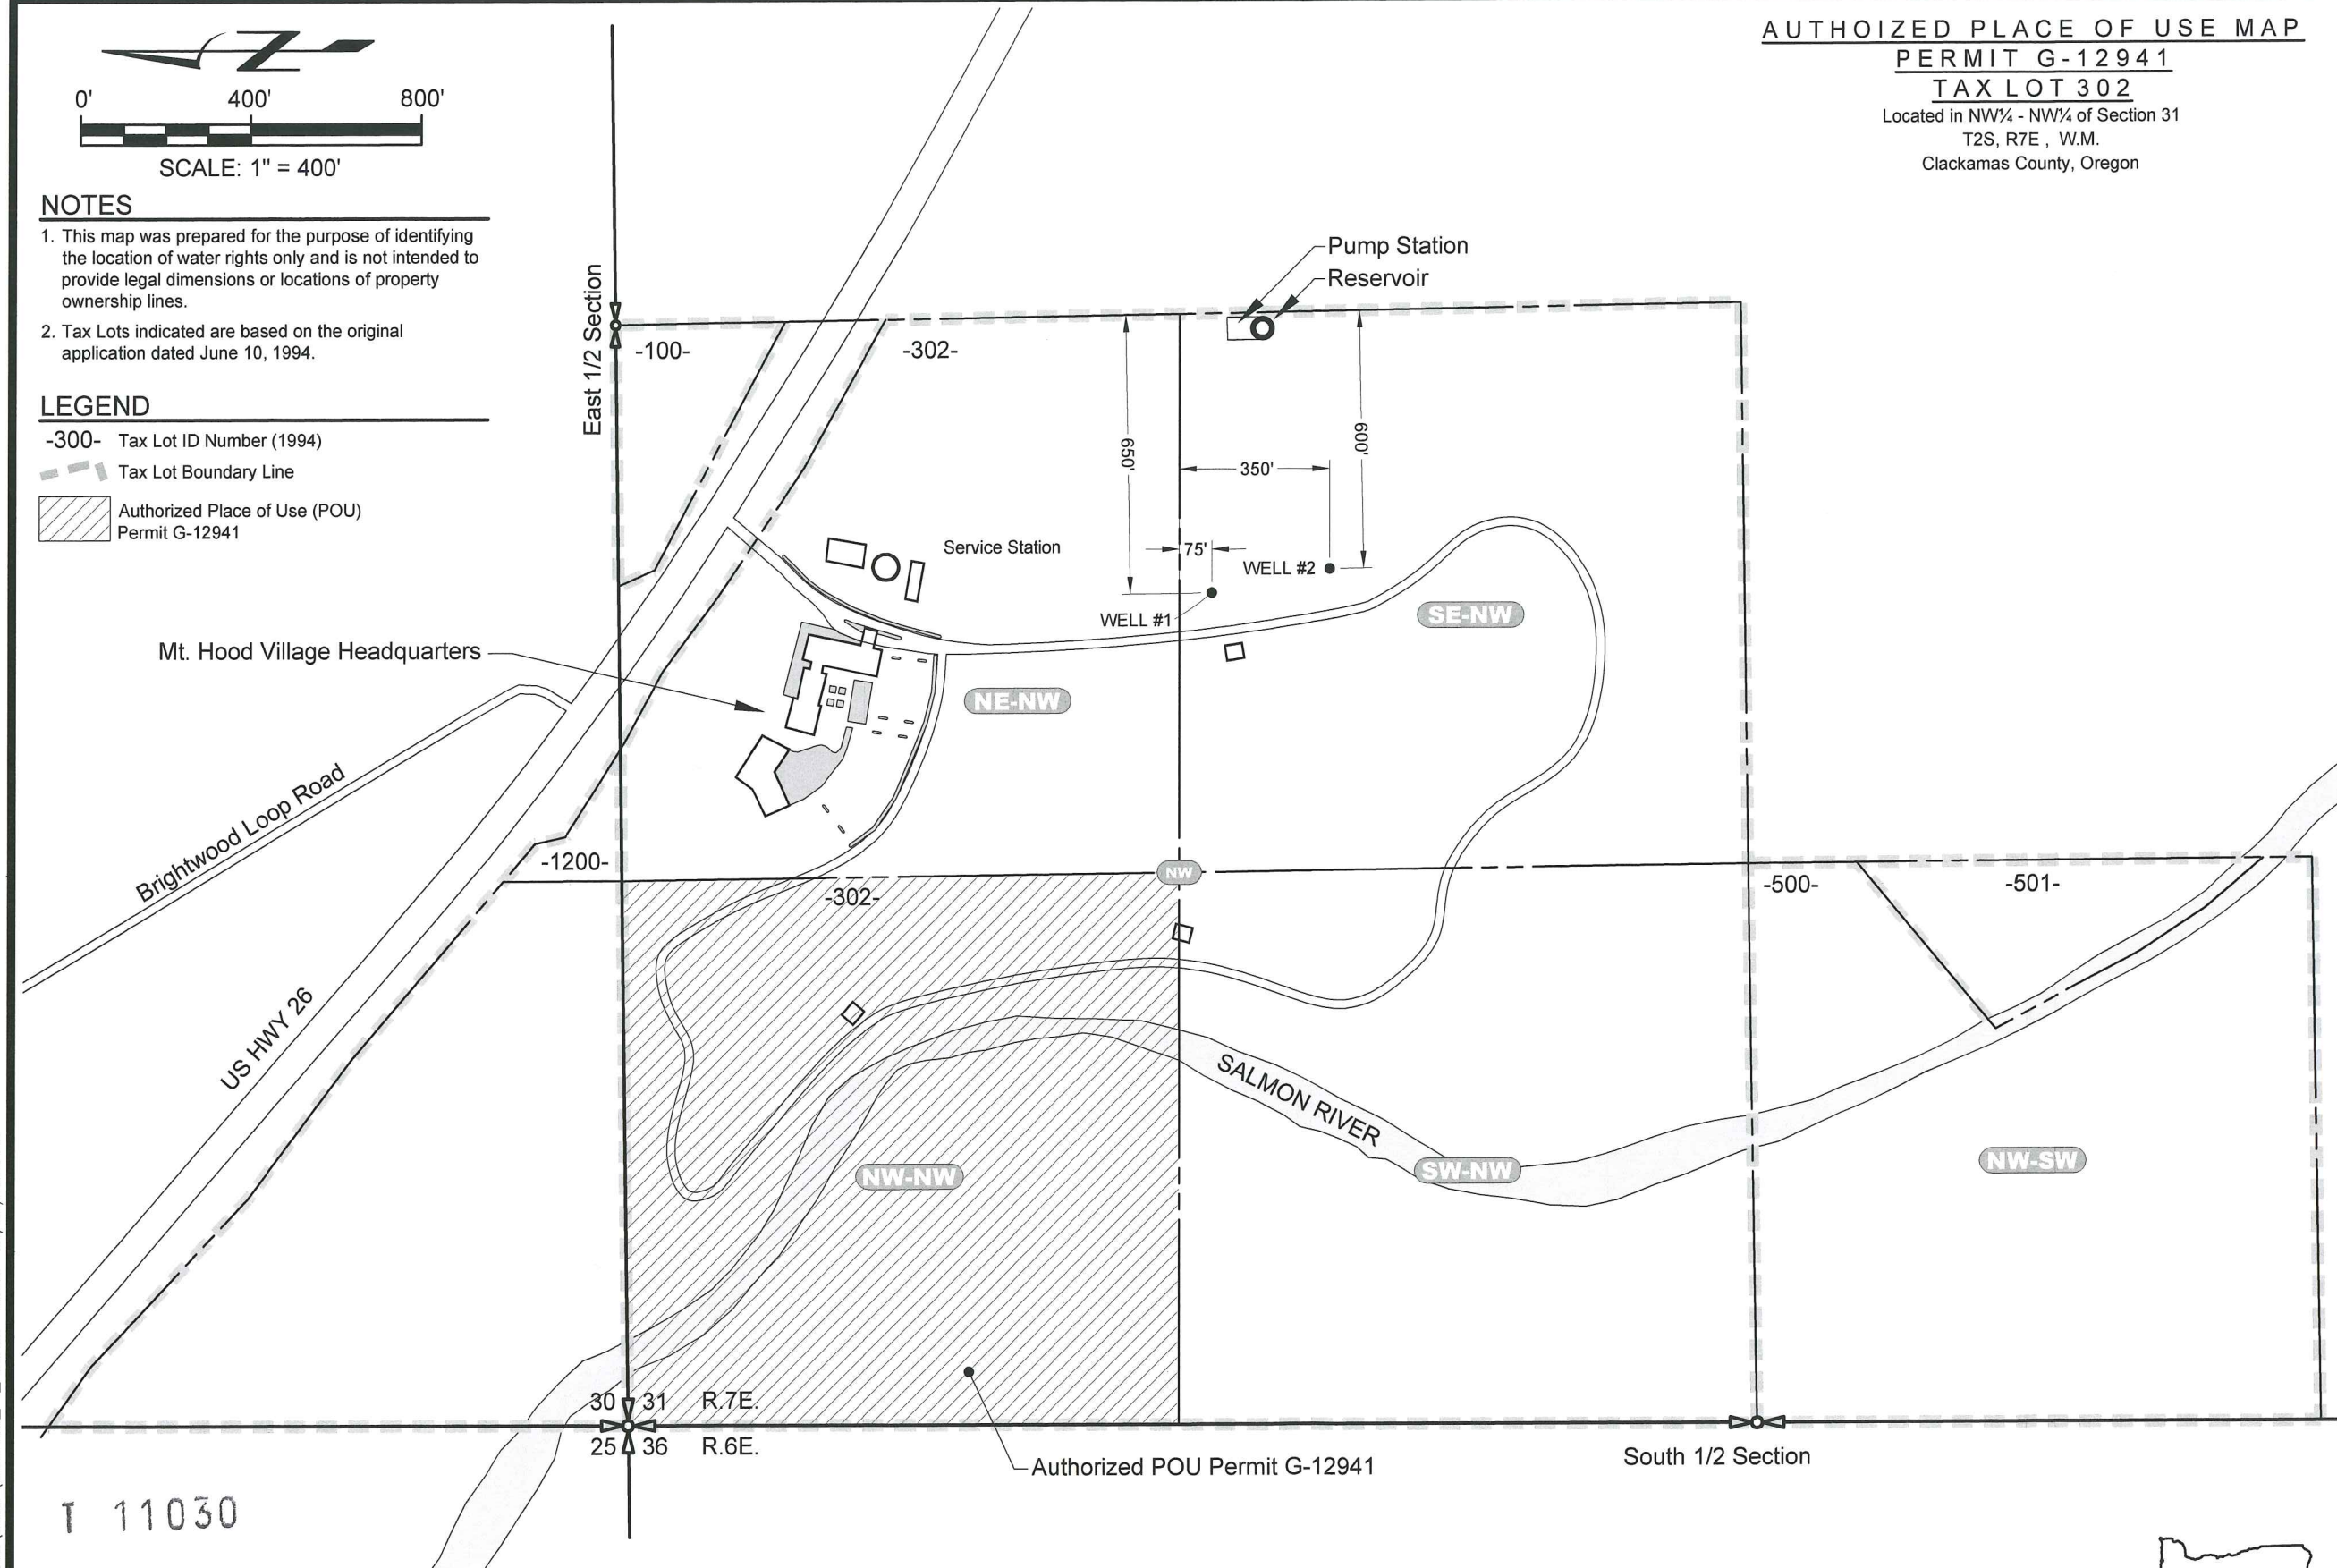 AUTHOIZED PLACE OF USE MAP
PERMIT G-12941
TAX LOT 302
Located in NW¼ - NW¼ of Section 31
T2S, R7E , W.M.
Clackamas County, Oregon
Z
0' 400' 800'
SCALE: 1" = 400'
NOTES
1. This map was prepared for the purpose of identifying
the location of water rights only and is not intended to
provide legal dimensions or locations of property
ownership lines.
2. Tax Lots indicated are based on the original
application dated June 10, 1994.
LEGEND
-300- Tax Lot ID Number (1994)
Tax Lot Boundary Line
Authorized Place of Use (POU)
Permit G-12941
East 1/2 Section
Pump Station
Reservoir
-100-
-302-
650'
600'
350'
75'
Service Station
WELL #2
WELL #1
SE-NW
Mt. Hood Village Headquarters
NE-NW
Brightwood Loop Road
-1200-
-302-
NW
-500-
-501-
US HWY 26
SALMON RIVER
NW-NW
SW-NW
NW-SW
30 31 R.7E.
25 36 R.6E.
Authorized POU Permit G-12941
South 1/2 Section
T 11030